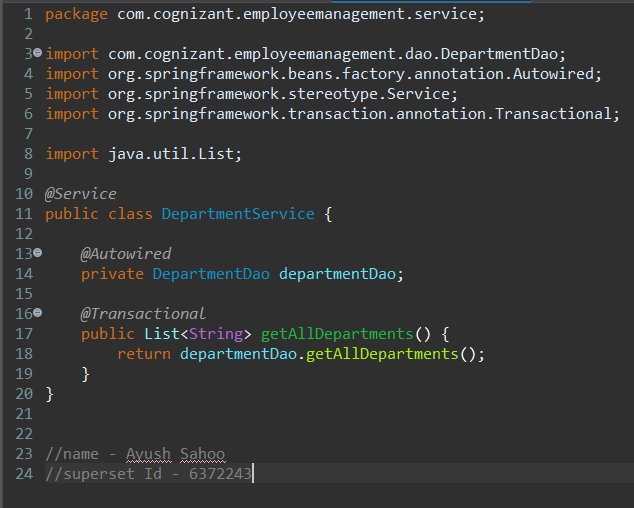 1 package com.cognizant.employeemanagement.service;
2
3 import com.cognizant.employeemanagement.dao.DepartmentDao;
4 import org.springframework.beans.factory.annotation.Autowired;
5 import org.springframework.stereotype.Service;
6 import org.springframework.transaction.annotation.Transactional;
7
8 import java.util.List;
9
10 @Service
11 public class DepartmentService {
12
13     @Autowired
14     private DepartmentDao departmentDao;
15
16     @Transactional
17     public List<String> getAllDepartments() {
18         return departmentDao.getAllDepartments();
19     }
20 }
21
22
23 //name - Ayush Sahoo
24 //superset Id - 6372243